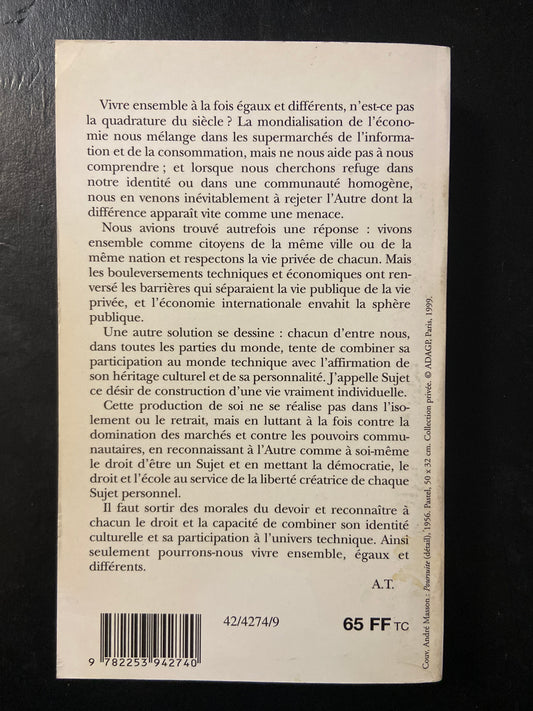 Vivre ensemble à la fois égaux et différents, n'est-ce pas
la quadrature du siècle ? La mondialisation de l'écono-
mie nous mélange dans les supermarchés de l'informa-
tion et de la consommation, mais ne nous aide pas à nous
comprendre ; et lorsque nous cherchons refuge dans
notre identité ou dans une communauté homogène,
nous en venons inévitablement à rejeter l'Autre dont la
différence apparaît vite comme une menace.
Nous avions trouvé autrefois une réponse : vivons
ensemble comme citoyens de la même ville ou de la
même nation et respectons la vie privée de chacun. Mais
les bouleversements techniques et économiques ont ren-
versé les barrières qui séparaient la vie publique de la vie
privée, et l'économie internationale envahit la sphère
publique.
Une autre solution se dessine : chacun d'entre nous,
dans toutes les parties du monde, tente de combiner sa
participation au monde technique avec l'affirmation de
son héritage culturel et de sa personnalité. J'appelle Sujet
ce désir de construction d'une vie vraiment individuelle.
Cette production de soi ne se réalise pas dans l'iso-
lement ou le retrait, mais en luttant à la fois contre la
domination des marchés et contre les pouvoirs commu-
nautaires, en reconnaissant à l'Autre comme à soi-même
le droit d'être un Sujet et en mettant la démocratie, le
droit et l'école au service de la liberté créatrice de chaque
Sujet personnel.
Il faut sortir des morales du devoir et reconnaître à
chacun le droit et la capacité de combiner son identité
culturelle et sa participation à l'univers technique. Ainsi
seulement pourrons-nous vivre ensemble, égaux et
différents.
A.T.
42/4274/9
65 FF TC
9 782253 942740
Couv. André Masson : Poursuite (détail), 1956. Pastel, 50 x 32 cm. Collection privée. © ADAGP, Paris, 1999.